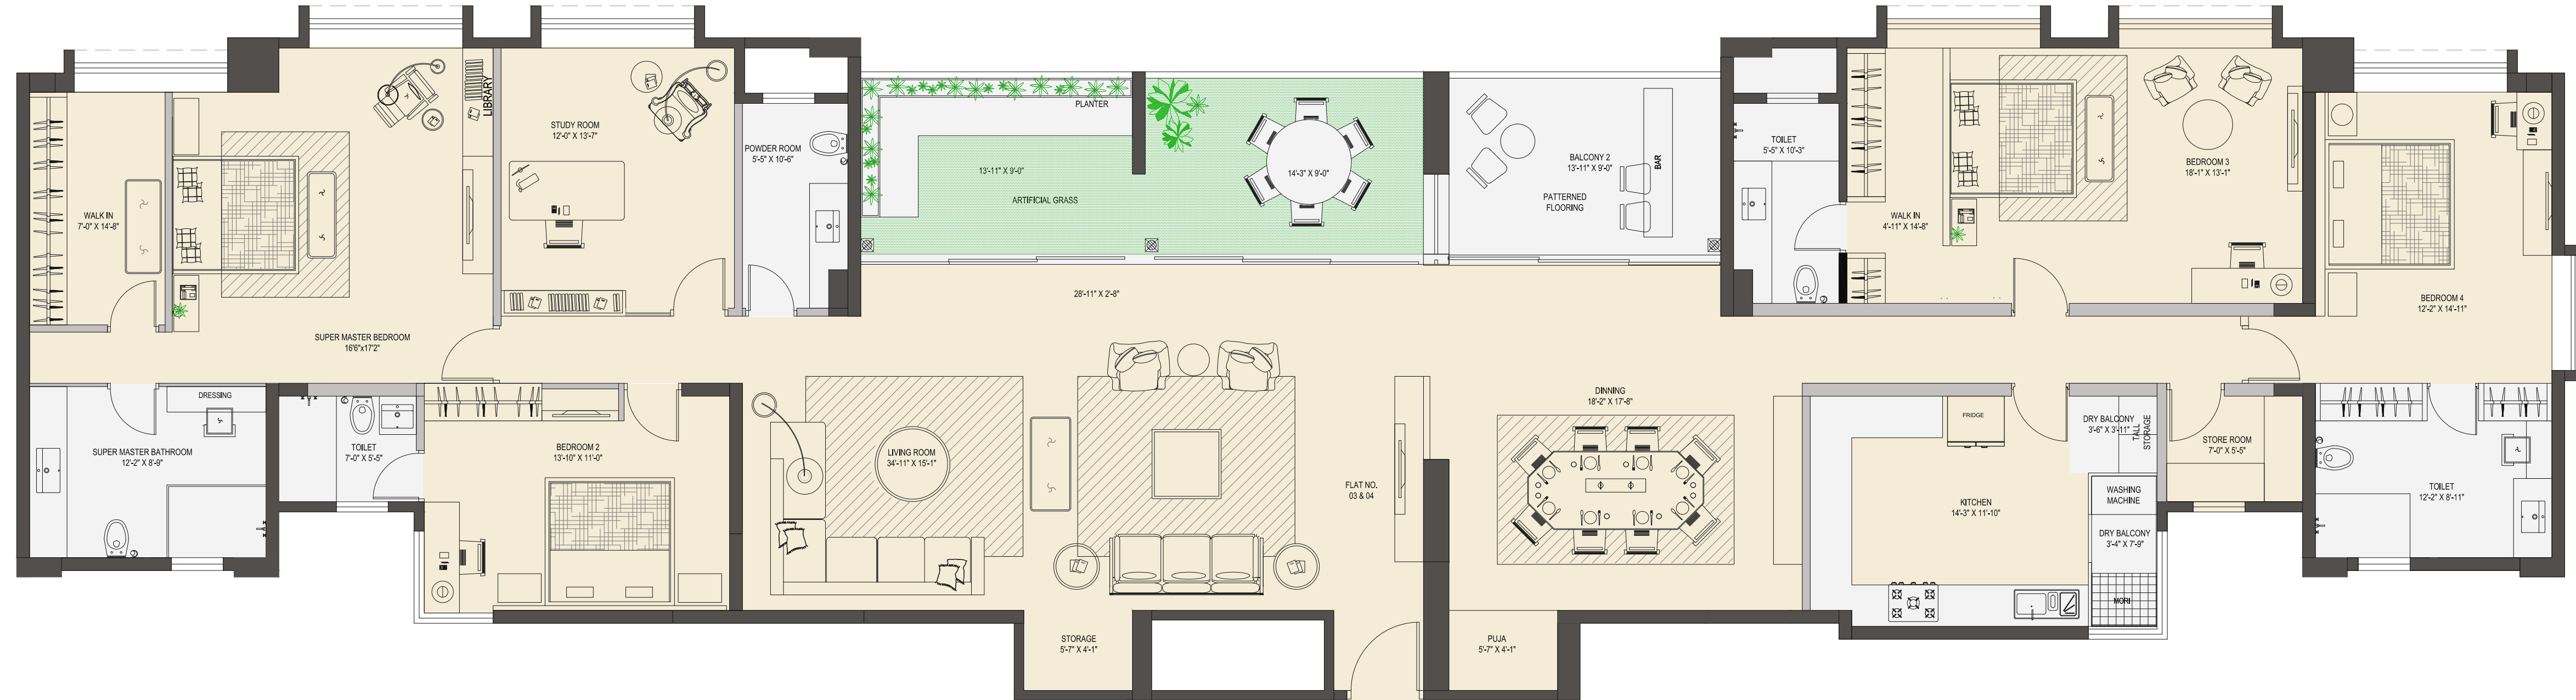 LIBRARY
STUDY ROOM
12'-0" X 13'-7"
POWDER ROOM
5'-5" X 10'-6"
PLANTER
13'-11" X 9'-0"
ARTIFICIAL GRASS
14'-3" X 9'-0"
BALCONY 2
13'-11" X 9'-0"
BAR
PATTERNED
FLOORING
TOILET
5'-5" X 10'-3"
BEDROOM 3
18'-1" X 13'-1"
WALK IN
7'-0" X 14'-8"
WALK IN
4'-11" X 14'-8"
28'-11" X 2'-8"
BEDROOM 4
12'-2" X 14'-11"
SUPER MASTER BEDROOM
16'6"x17'2"
DRESSING
SUPER MASTER BATHROOM
12'-2" X 8'-9"
TOILET
7'-0" X 5'-5"
BEDROOM 2
13'-10" X 11'-0"
LIVING ROOM
34'-11" X 15'-1"
FLAT NO.
03 & 04
DINNING
18'-2" X 17'-8"
FRIDGE
KITCHEN
14'-3" X 11'-10"
DRY BALCONY
3'-6" X 3'-11"
TALL
STORAGE
STORE ROOM
7'-0" X 5'-5"
WASHING
MACHINE
DRY BALCONY
3'-4" X 7'-9"
MORI
TOILET
12'-2" X 8'-11"
STORAGE
5'-7" X 4'-1"
PUJA
5'-7" X 4'-1"